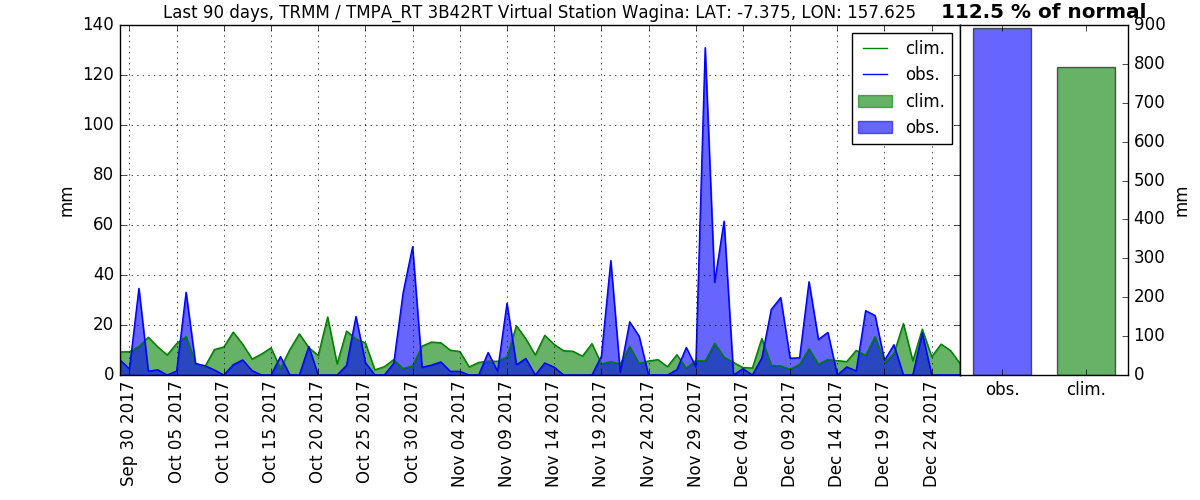 Last 90 days, TRMM / TMPA_RT 3B42RT Virtual Station Wagina: LAT: -7.375, LON: 157.625
112.5 % of normal
mm
140
120
100
80
60
40
20
0
clim.
obs.
clim.
obs.
Sep 30 2017
Oct 05 2017
Oct 10 2017
Oct 15 2017
Oct 20 2017
Oct 25 2017
Oct 30 2017
Nov 04 2017
Nov 09 2017
Nov 14 2017
Nov 19 2017
Nov 24 2017
Nov 29 2017
Dec 04 2017
Dec 09 2017
Dec 14 2017
Dec 19 2017
Dec 24 2017
900
800
700
600
500
400
300
200
100
0
mm
obs.
clim.